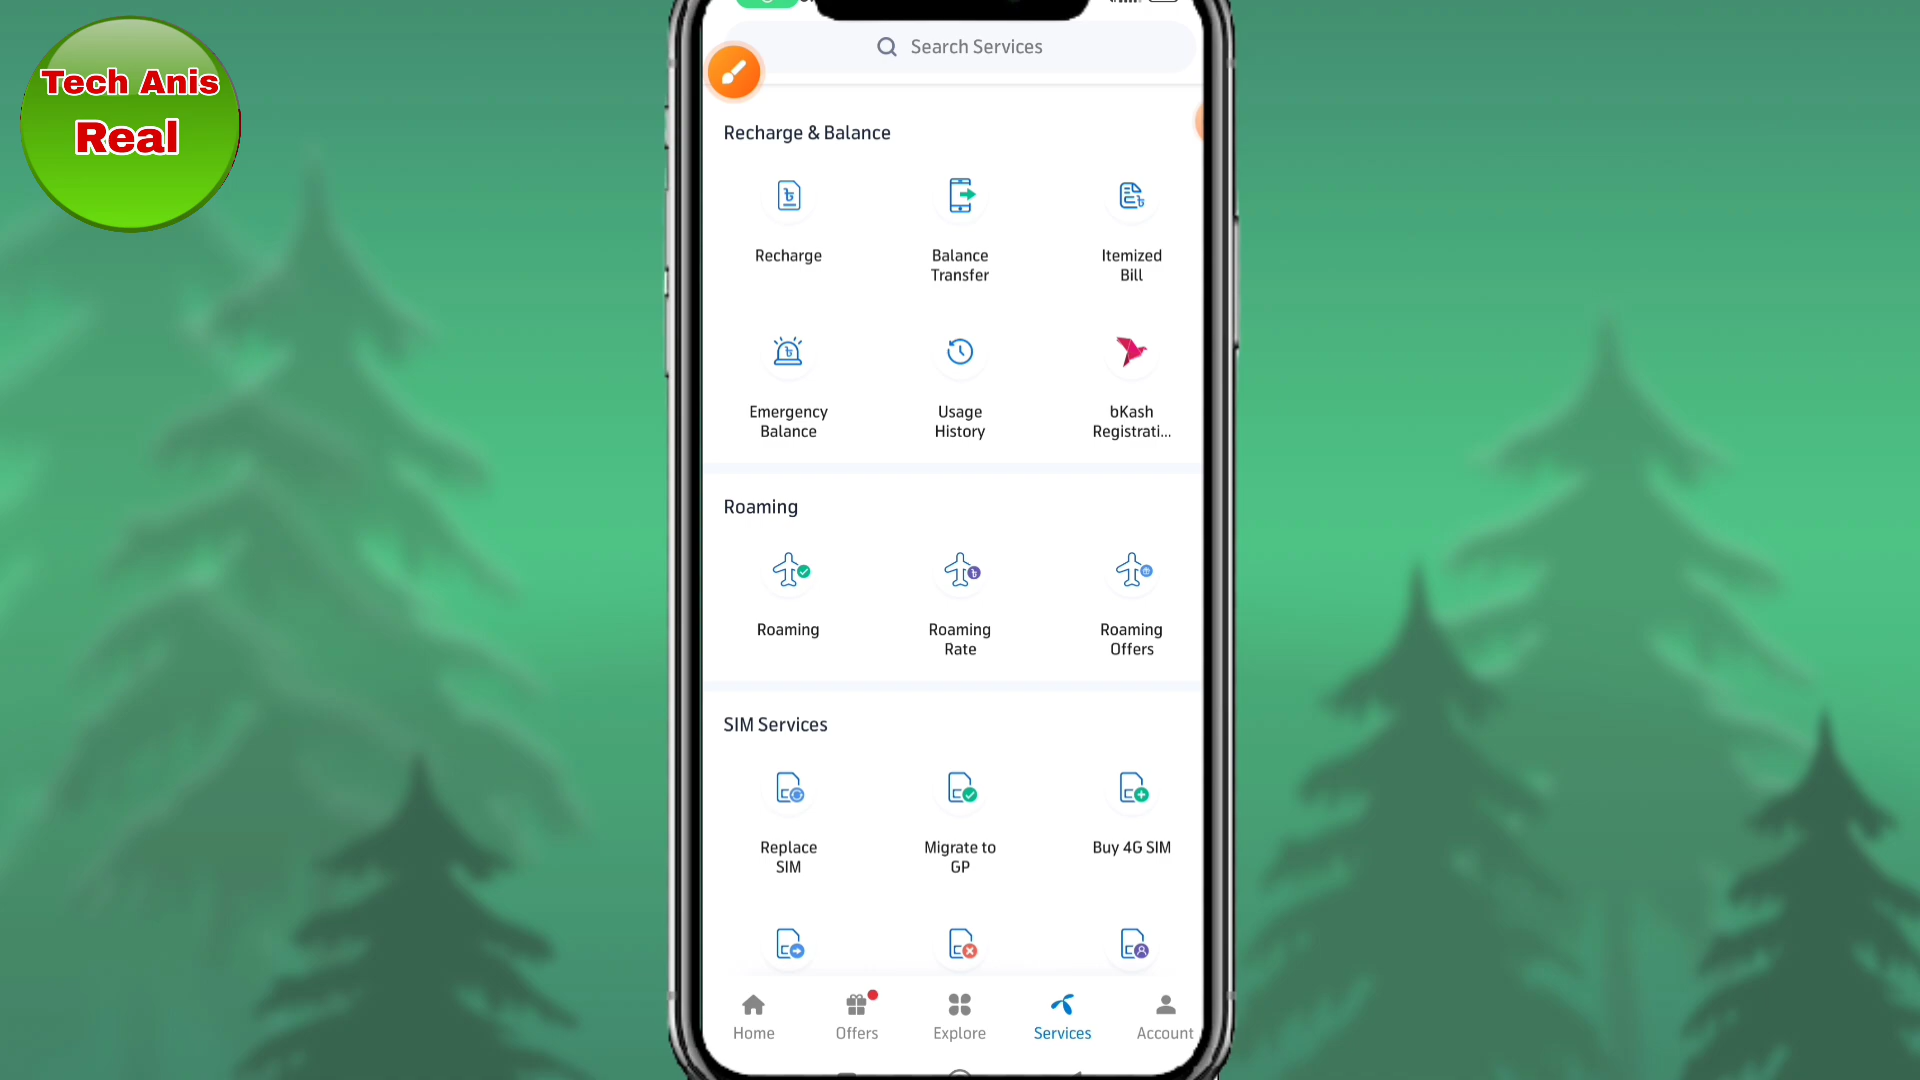 Tech Anis
Real
Search Services
Recharge & Balance
Recharge
Balance
Transfer
Itemized
Bill
Emergency
Balance
Usage
History
bKash
Registrati...
Roaming
Roaming
Roaming
Rate
Roaming
Offers
SIM Services
Replace
SIM
Migrate to
GP
Buy 4G SIM
Home
Offers
Explore
Services
Account